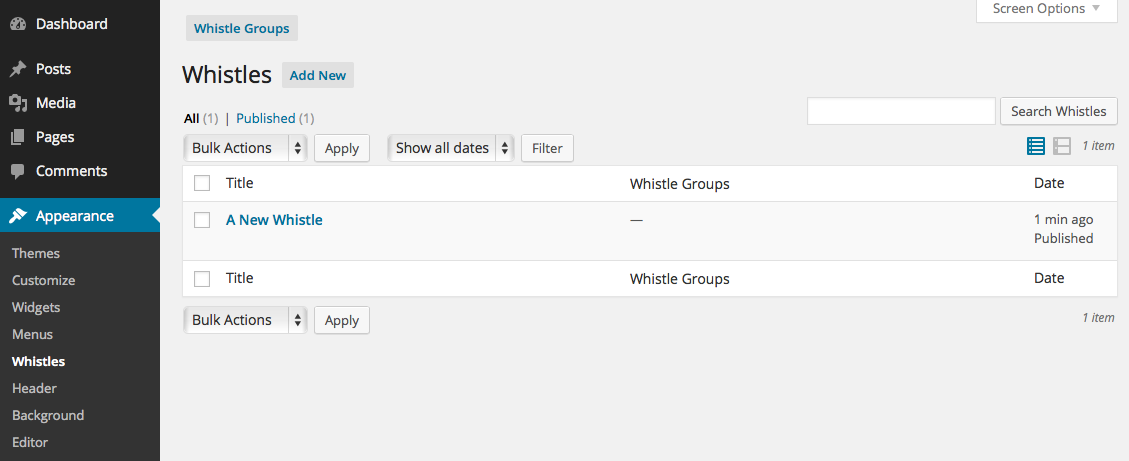 Dashboard
Posts
Media
Pages
Comments
Appearance
Themes
Customize
Widgets
Menus
Whistles
Header
Background
Editor
Screen Options
Whistle Groups
Whistles Add New
All (1) | Published (1)
Search Whistles
Bulk Actions Apply Show all dates Filter 1 item
Title Whistle Groups Date
A New Whistle — 1 min ago
Published
Title Whistle Groups Date
Bulk Actions Apply 1 item